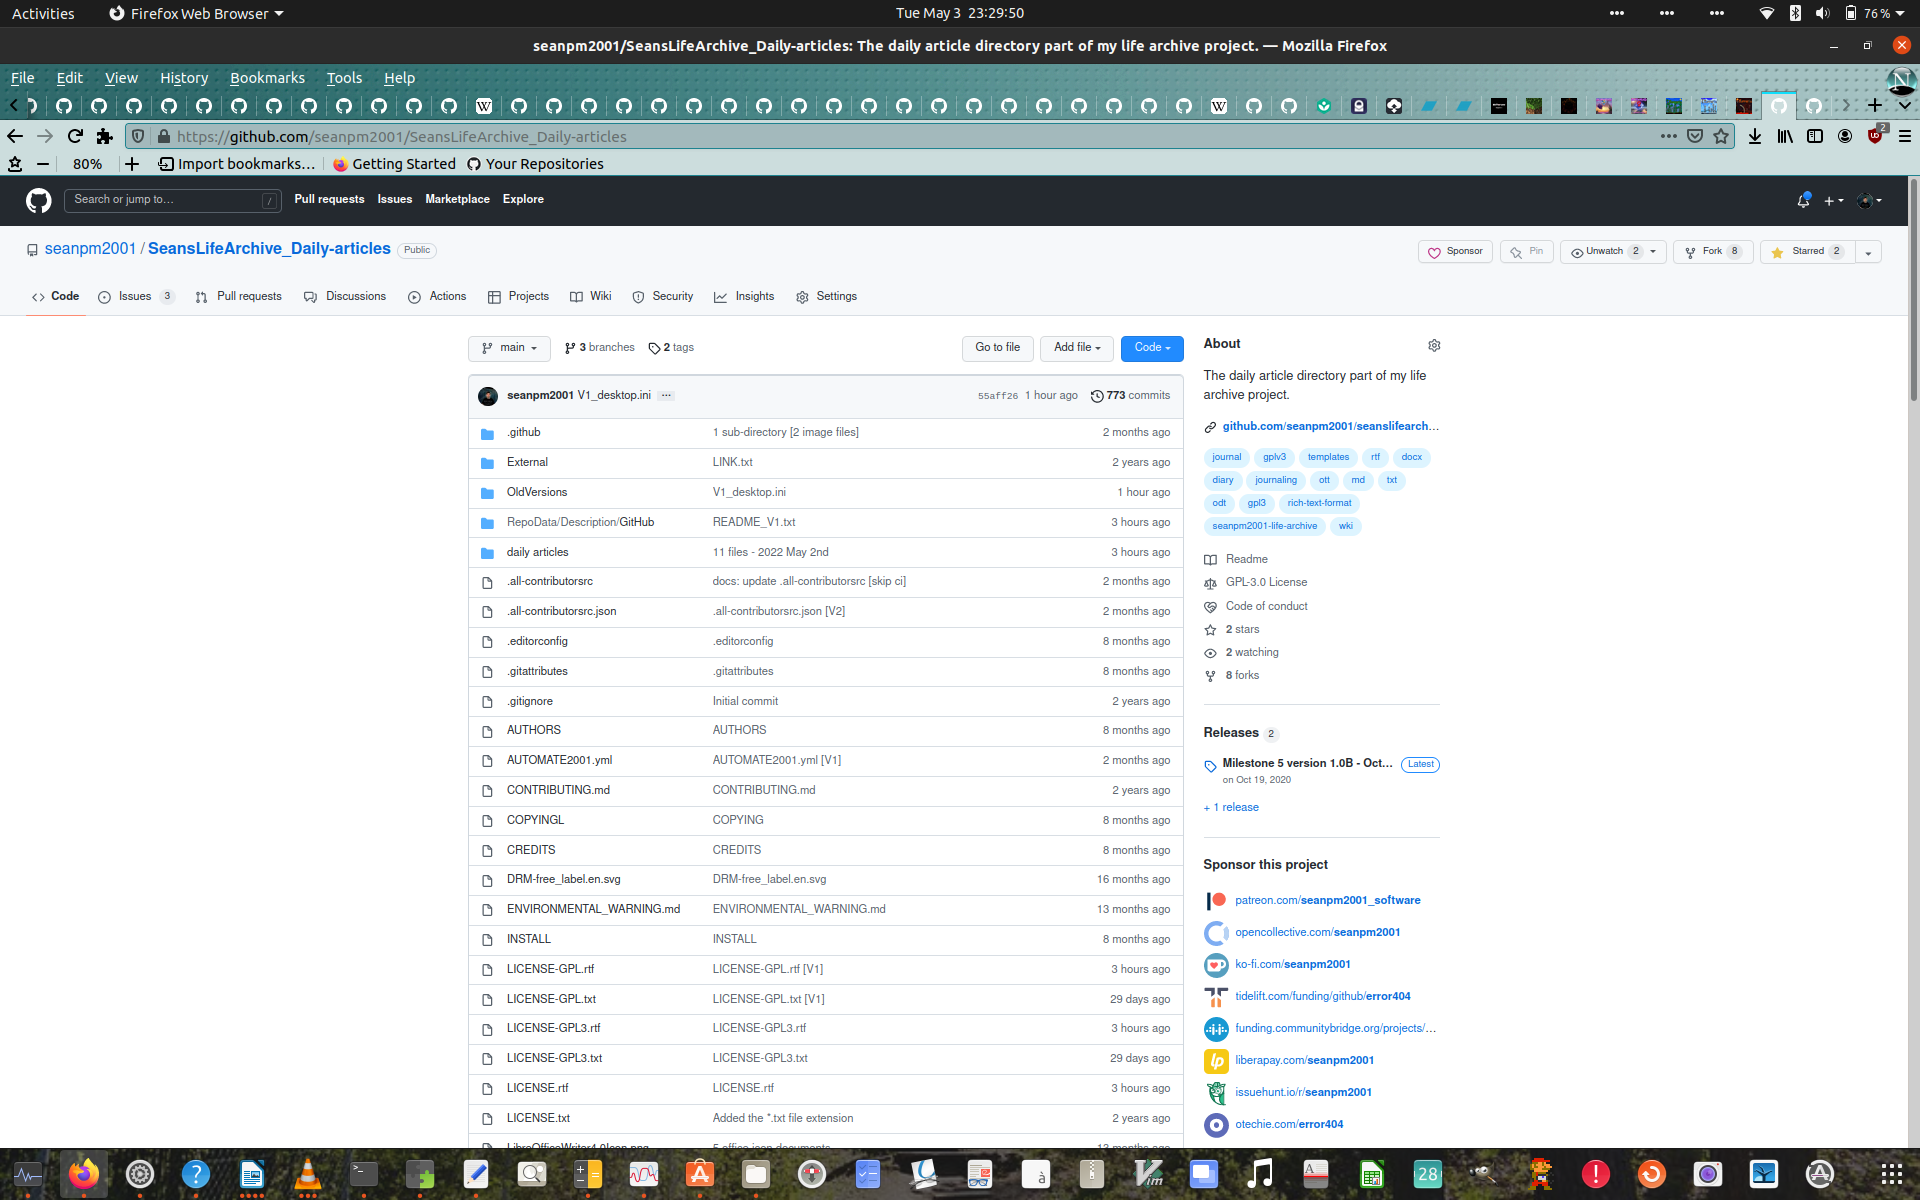 Activities
Firefox Web Browser
Tue May 3 23:29:50
76 %
seanpm2001/SeansLifeArchive_Daily-articles: The daily article directory part of my life archive project. — Mozilla Firefox
File Edit View History Bookmarks Tools Help
https://github.com/seanpm2001/SeansLifeArchive_Daily-articles
2
80%
Import bookmarks…
Getting Started
Your Repositories
Search or jump to…
/
Pull requests Issues Marketplace Explore
seanpm2001 / SeansLifeArchive_Daily-articles
Public
Sponsor
Pin
Unwatch 2
Fork 8
Starred 2
Code
Issues 3
Pull requests
Discussions
Actions
Projects
Wiki
Security
Insights
Settings
main
3 branches
2 tags
Go to file
Add file
Code
seanpm2001 V1_desktop.ini
55aff26 1 hour ago
773 commits
.github 1 sub-directory [2 image files] 2 months ago
External LINK.txt 2 years ago
OldVersions V1_desktop.ini 1 hour ago
RepoData/Description/GitHub README_V1.txt 3 hours ago
daily articles 11 files - 2022 May 2nd 3 hours ago
.all-contributorsrc docs: update .all-contributorsrc [skip ci] 2 months ago
.all-contributorsrc.json .all-contributorsrc.json [V2] 2 months ago
.editorconfig .editorconfig 8 months ago
.gitattributes .gitattributes 8 months ago
.gitignore Initial commit 2 years ago
AUTHORS AUTHORS 8 months ago
AUTOMATE2001.yml AUTOMATE2001.yml [V1] 2 months ago
CONTRIBUTING.md CONTRIBUTING.md 2 years ago
COPYINGL COPYING 8 months ago
CREDITS CREDITS 8 months ago
DRM-free_label.en.svg DRM-free_label.en.svg 16 months ago
ENVIRONMENTAL_WARNING.md ENVIRONMENTAL_WARNING.md 13 months ago
INSTALL INSTALL 8 months ago
LICENSE-GPL.rtf LICENSE-GPL.rtf [V1] 3 hours ago
LICENSE-GPL.txt LICENSE-GPL.txt [V1] 29 days ago
LICENSE-GPL3.rtf LICENSE-GPL3.rtf 3 hours ago
LICENSE-GPL3.txt LICENSE-GPL3.txt 29 days ago
LICENSE.rtf LICENSE.rtf 3 hours ago
LICENSE.txt Added the *.txt file extension 2 years ago
About
The daily article directory part of my life
archive project.
github.com/seanpm2001/seanslifearch…
journal gplv3 templates rtf docx
diary journaling ott md txt
odt gpl3 rich-text-format
seanpm2001-life-archive wki
Readme
GPL-3.0 License
Code of conduct
2 stars
2 watching
8 forks
Releases 2
Milestone 5 version 1.0B - Oct…
Latest
on Oct 19, 2020
+ 1 release
Sponsor this project
patreon.com/seanpm2001_software
opencollective.com/seanpm2001
ko-fi.com/seanpm2001
tidelift.com/funding/github/error404
funding.communitybridge.org/projects/…
liberapay.com/seanpm2001
issuehunt.io/r/seanpm2001
otechie.com/error404
28